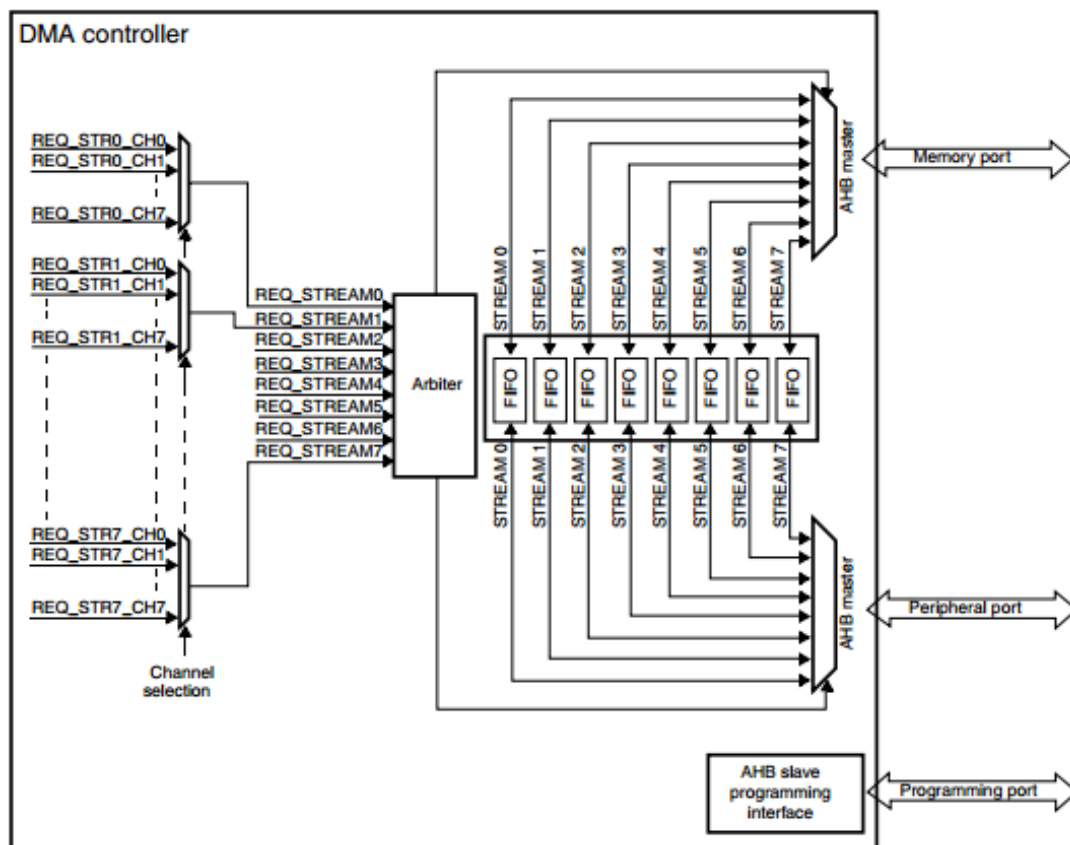 DMA controller
REQ_STR0_CH0
REQ_STR0_CH1
REQ_STR0_CH7
REQ_STR1_CH0
REQ_STR1_CH1
REQ_STR1_CH7
REQ_STR7_CH0
REQ_STR7_CH1
REQ_STR7_CH7
Channel
selection
REQ_STREAM0
REQ_STREAM1
REQ_STREAM2
REQ_STREAM3
REQ_STREAM4
REQ_STREAM5
REQ_STREAM6
REQ_STREAM7
Arbiter
STREAM 0
STREAM 1
STREAM 2
STREAM 3
STREAM 4
STREAM 5
STREAM 6
STREAM 7
FIFO
FIFO
FIFO
FIFO
FIFO
FIFO
FIFO
FIFO
STREAM 0
STREAM 1
STREAM 2
STREAM 3
STREAM 4
STREAM 5
STREAM 6
STREAM 7
AHB master
Memory port
AHB master
Peripheral port
AHB slave
programming
interface
Programming port